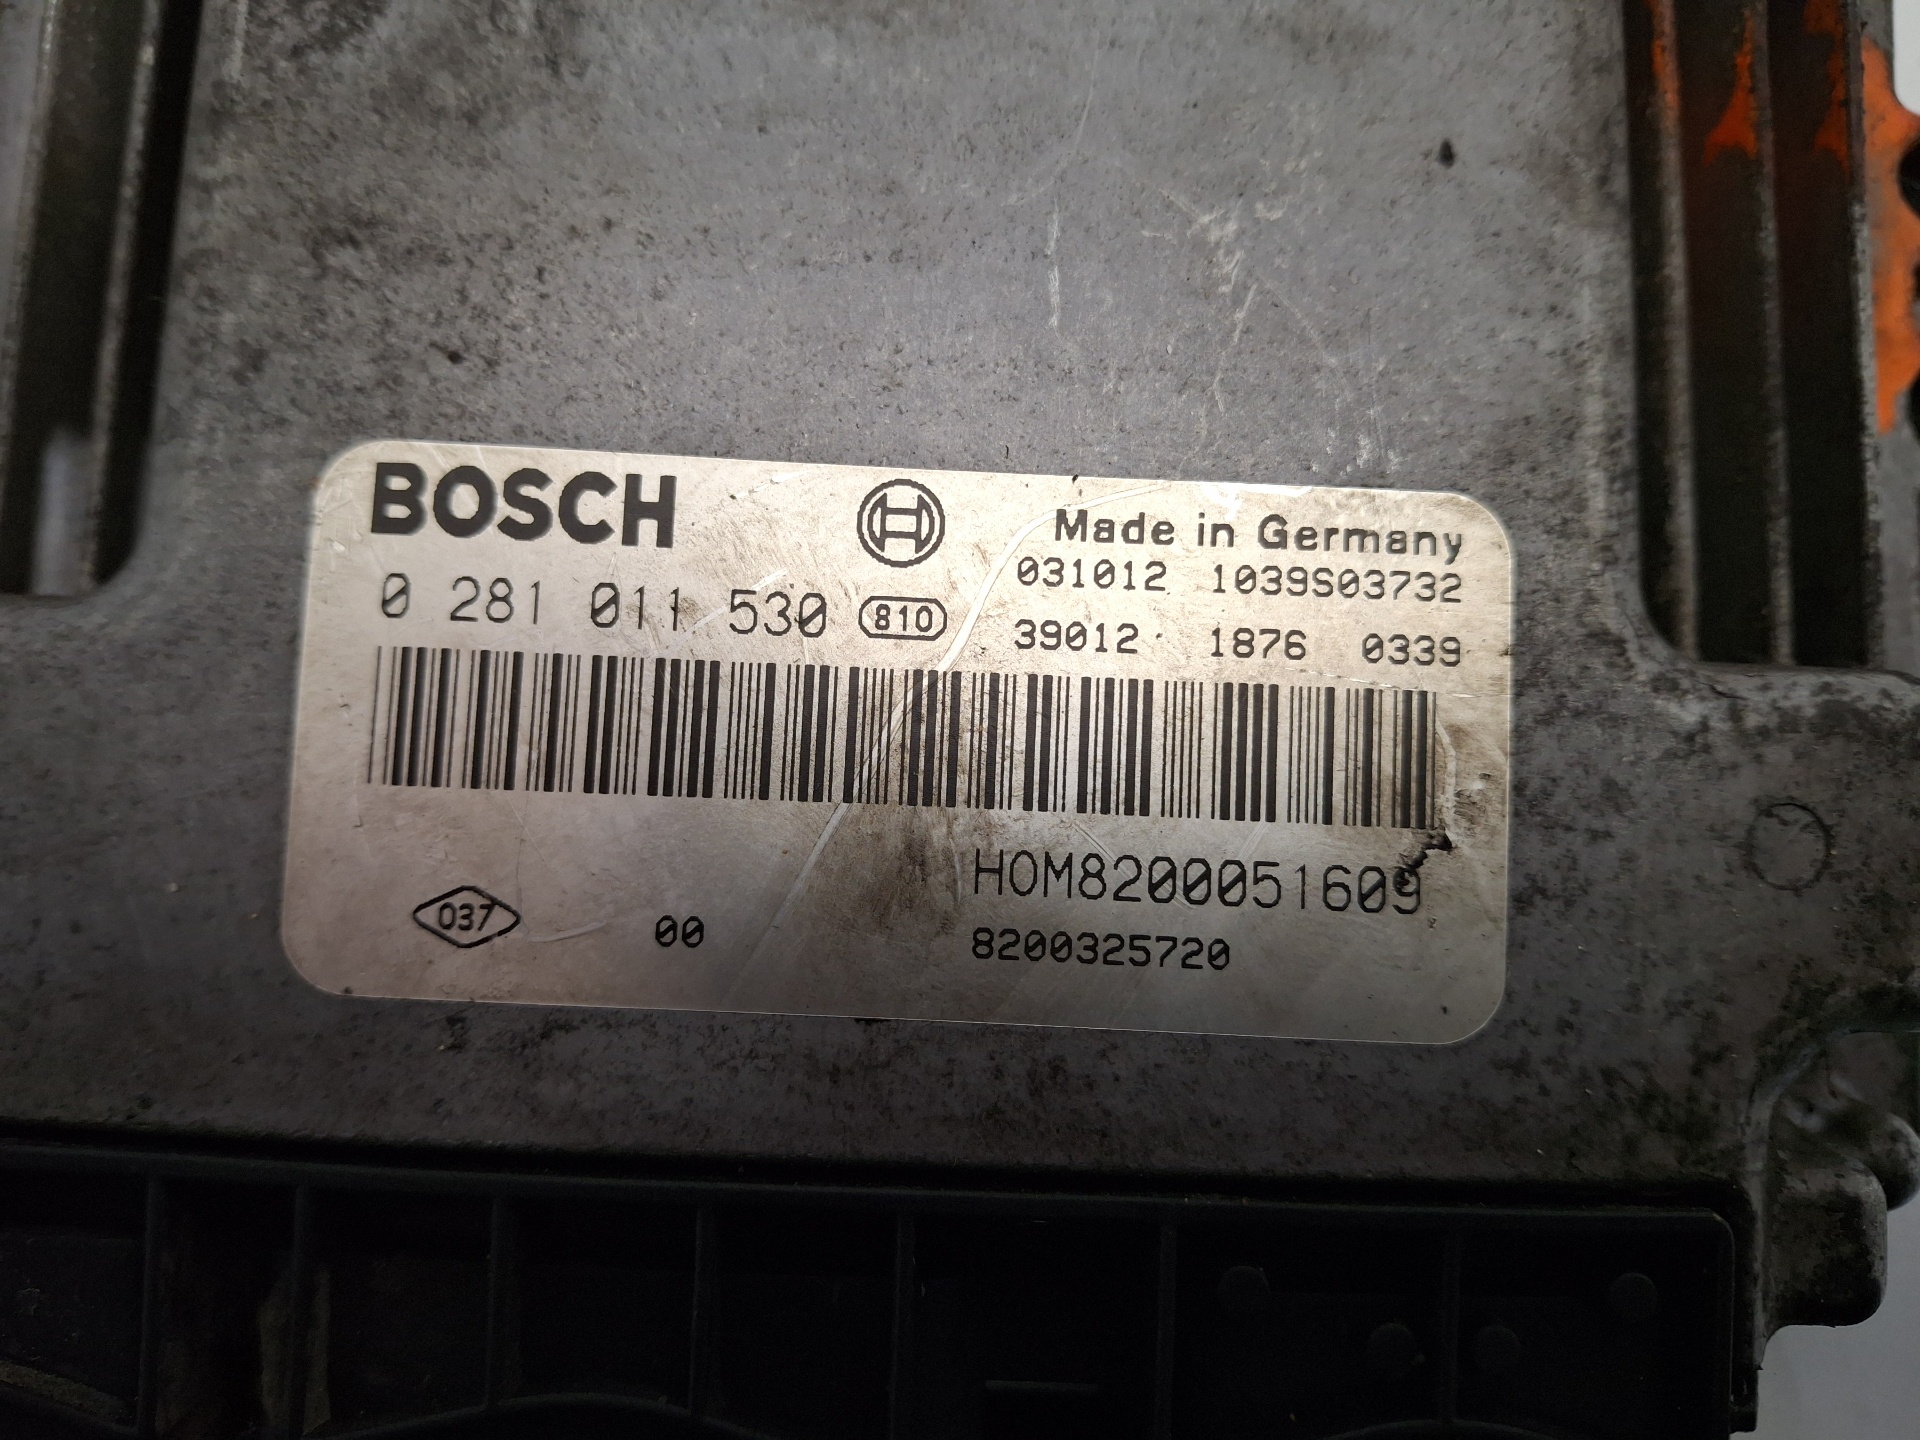 BOSCH
Made in Germany
031012 1039S03732
0 281 011 530 810
39012 1876 0339
HOM8200051609
037 00
8200325720